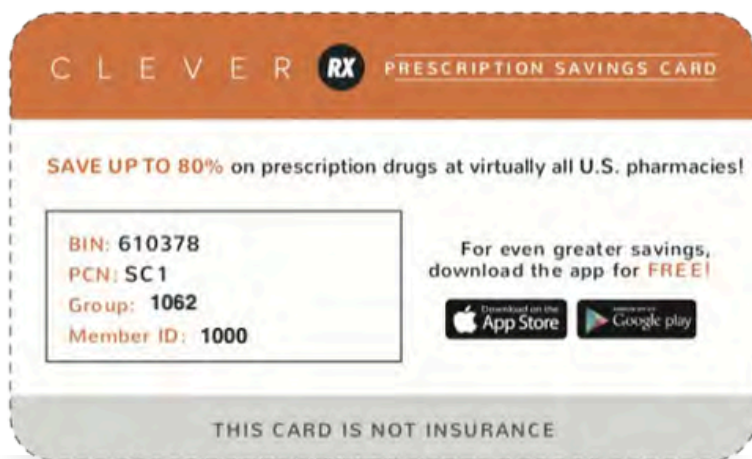 CLEVER RX PRESCRIPTION SAVINGS CARD
SAVE UP TO 80% on prescription drugs at virtually all U.S. pharmacies!
BIN: 610378
PCN: SC1
Group: 1062
Member ID: 1000
For even greater savings,
download the app for FREE!
Download on the
App Store
Google play
THIS CARD IS NOT INSURANCE